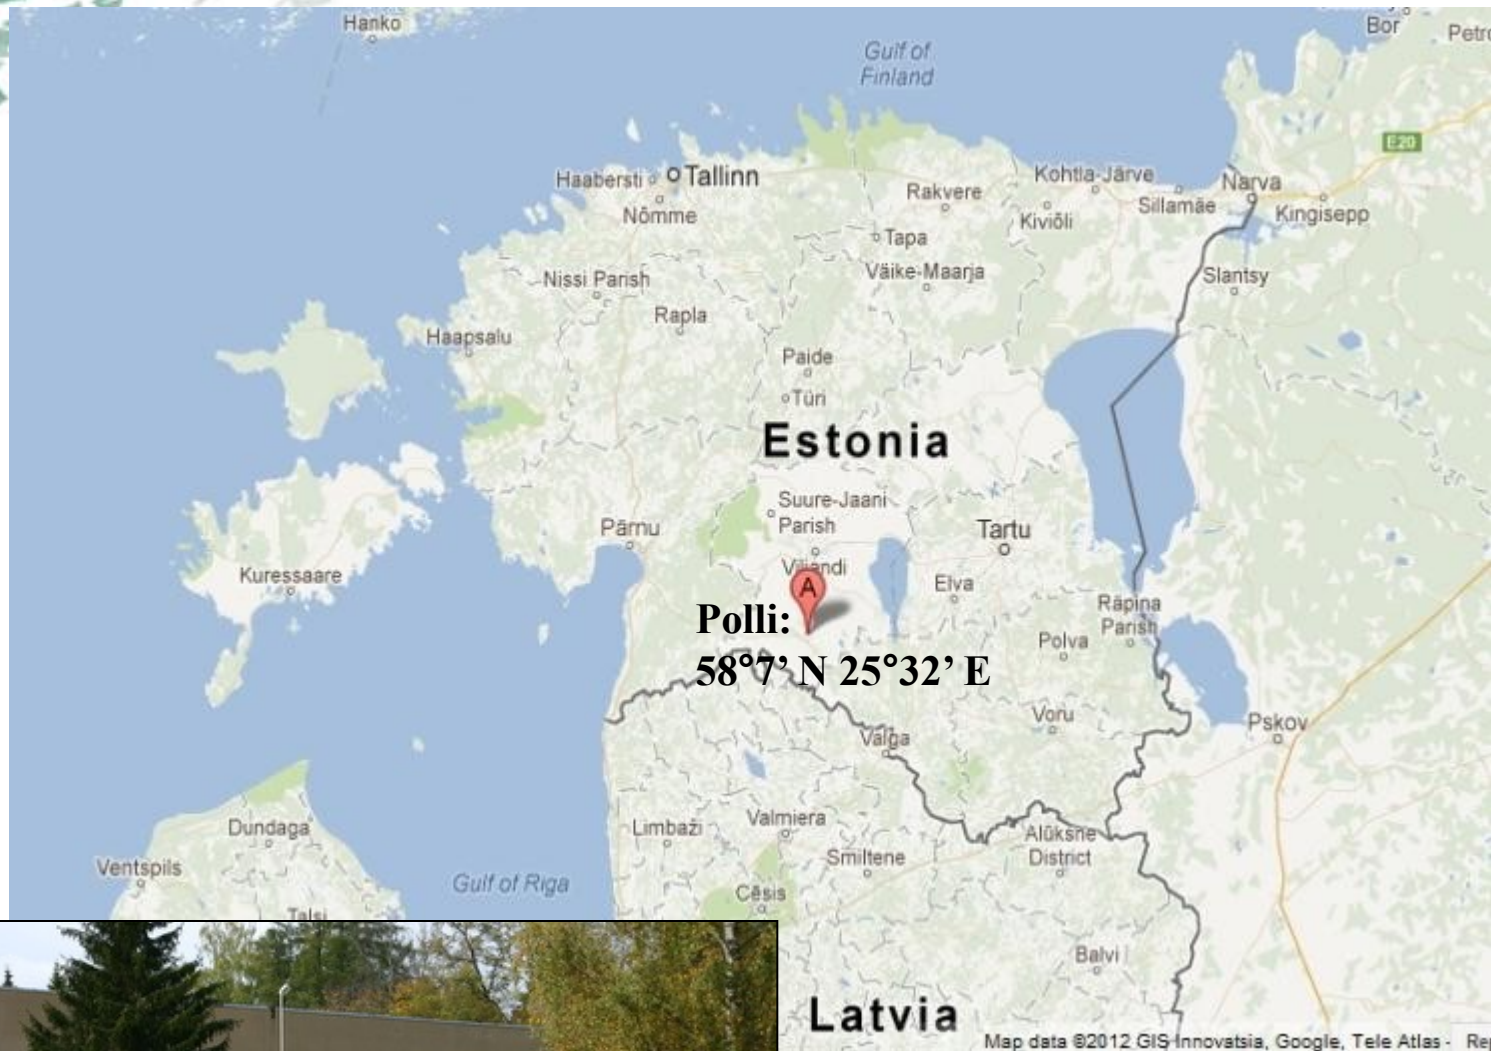 Hanko
Bor
Petro
Gulf of
Finland
E20
Haabersti
Tallinn
Nõmme
Rakvere
Kohtla-Järve
Narva
Sillamäe
Kingisepp
Kiviõli
Tapa
Väike-Maarja
Slantsy
Nissi Parish
Rapla
Haapsalu
Paide
Türi
Estonia
Suure-Jaani
Parish
Pärnu
Tartu
Viljandi
Kuressaare
A
Elva
Räpina
Parish
Polli:
58°7’ N 25°32’ E
Polva
Voru
Pskov
Valga
Dundaga
Limbaži
Valmiera
Alūksne
District
Smiltene
Ventspils
Gulf of Riga
Cēsis
Talsi
Balvi
Latvia
Map data ©2012 GIS Innovatsia, Google, Tele Atlas - Rep